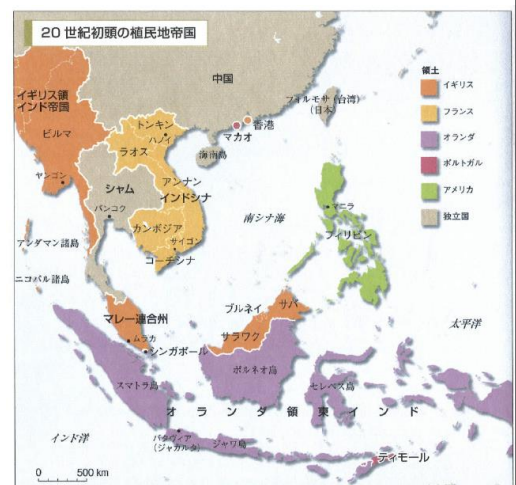 20世紀初頭の植民地帝国
中国
領土
イギリス
フランス
オランダ
ポルトガル
アメリカ
独立国
イギリス領
インド帝国
ビルマ
ヤンゴン
トンキン
ハノイ
ラオス
マカオ
香港
フォルモサ(台湾)
(日本)
海南島
シャム
バンコク
アンナン
インドシナ
カンボジア
サイゴン
コーチシナ
南シナ海
マニラ
フィリピン
アンダマン諸島
ニコバル諸島
太平洋
マレー連合州
ムラカ
シンガポール
ブルネイ
サバ
サラワク
ボルネオ島
スマトラ島
セレベス島
オランダ領東インド
インド洋
バタヴィア
(ジャカルタ)
ジャワ島
ティモール
0 500 km